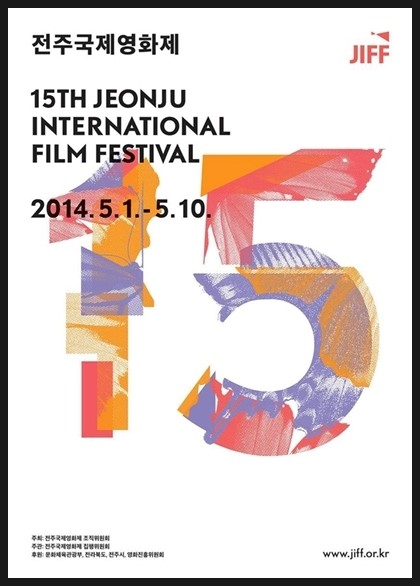 전주국제영화제
JIFF
15TH JEONJU
INTERNATIONAL
FILM FESTIVAL
2014. 5.1.-5.10.
15
주최: 전주국제영화제 조직위원회
주관: 전주국제영화제 집행위원회
후원: 문화체육관광부, 전라북도, 전주시, 영화진흥위원회
www.jiff.or.kr